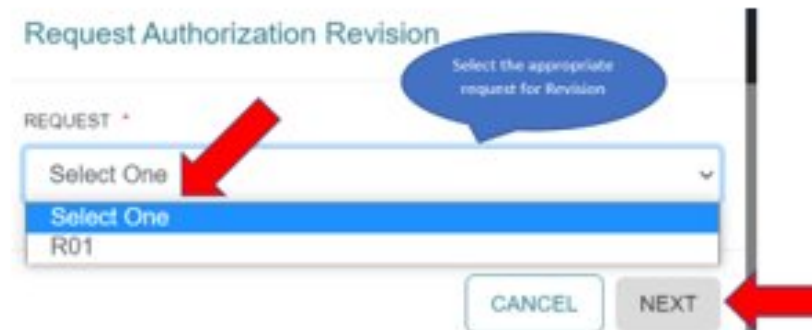 Request Authorization Revision
Select the appropriate
request for Revision
REQUEST *
Select One
Select One
R01
CANCEL
NEXT